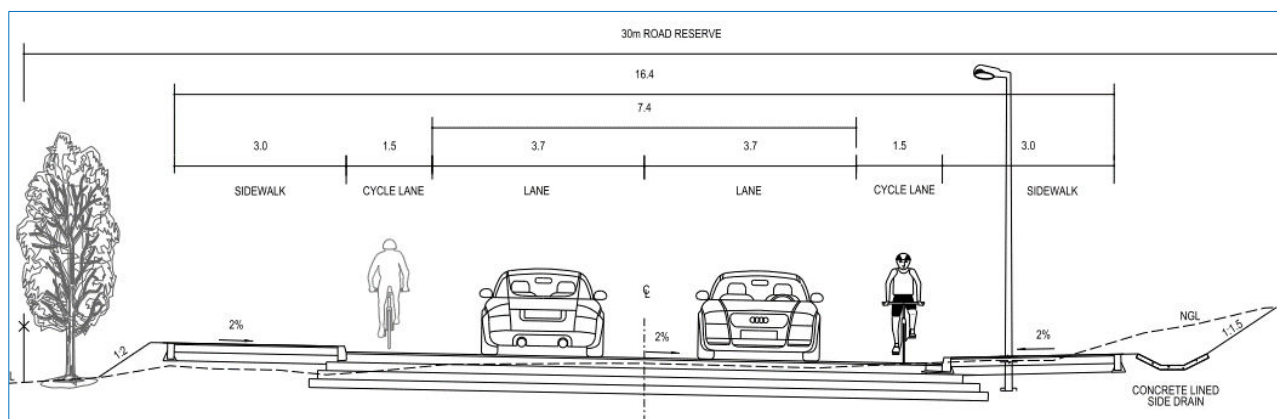 30m ROAD RESERVE
16.4
7.4
3.0 1.5 3.7 3.7 1.5 3.0
SIDEWALK CYCLE LANE LANE LANE CYCLE LANE SIDEWALK
℄
NGL
2% 2% 2%
1:2 1:1.5
L
CONCRETE LINED
SIDE DRAIN